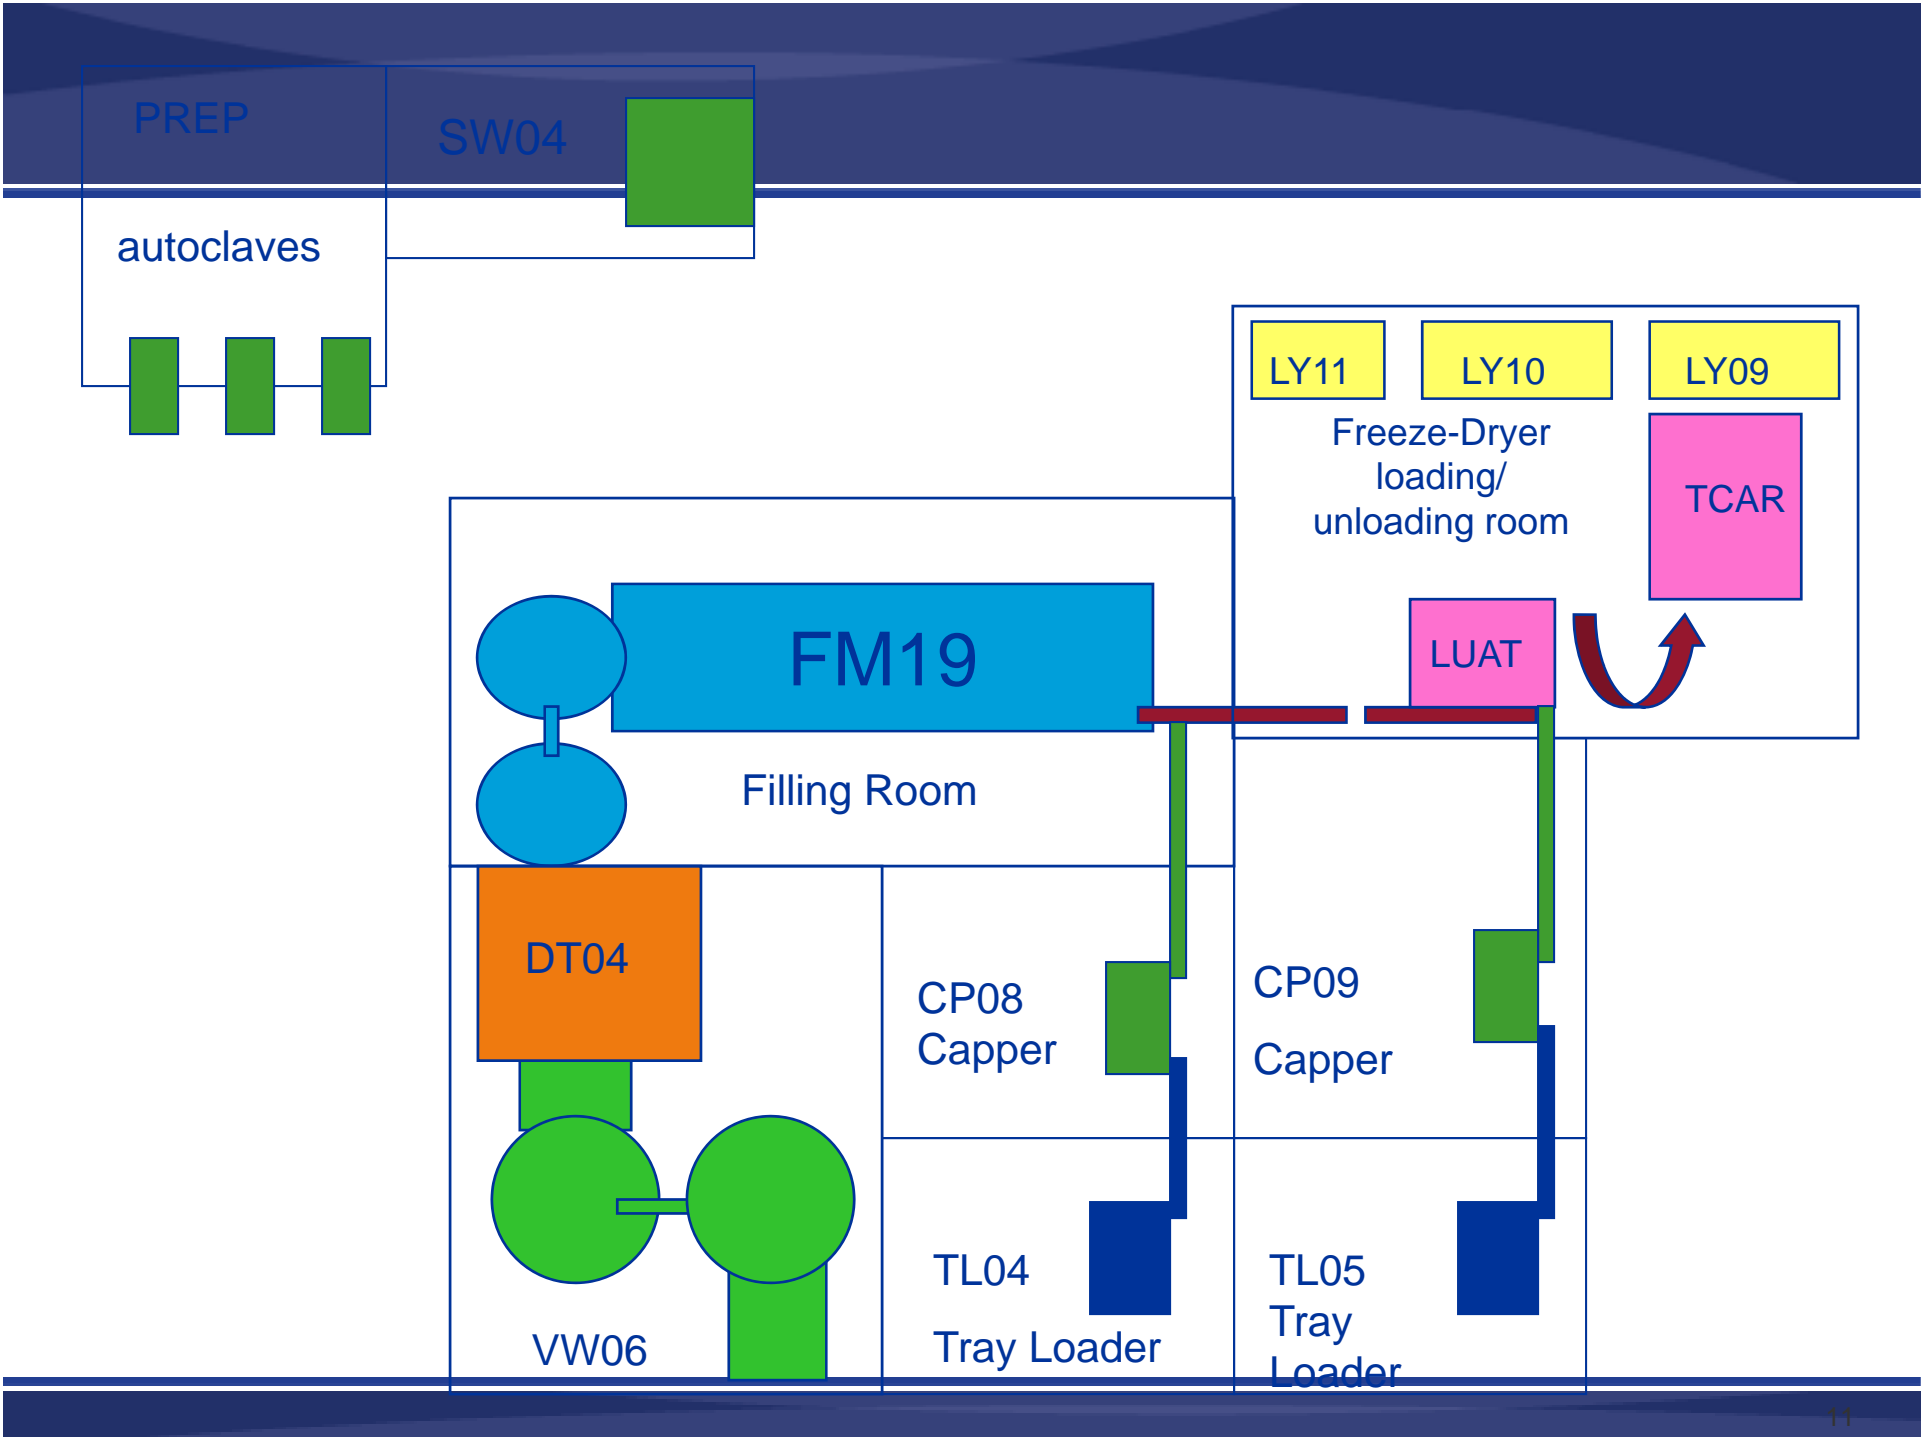 PREP
SW04
autoclaves
LY11
LY10
LY09
Freeze-Dryer
loading/
unloading room
TCAR
LUAT
FM19
Filling Room
DT04
CP08
Capper
CP09
Capper
VW06
TL04
Tray Loader
TL05
Tray
Loader
11